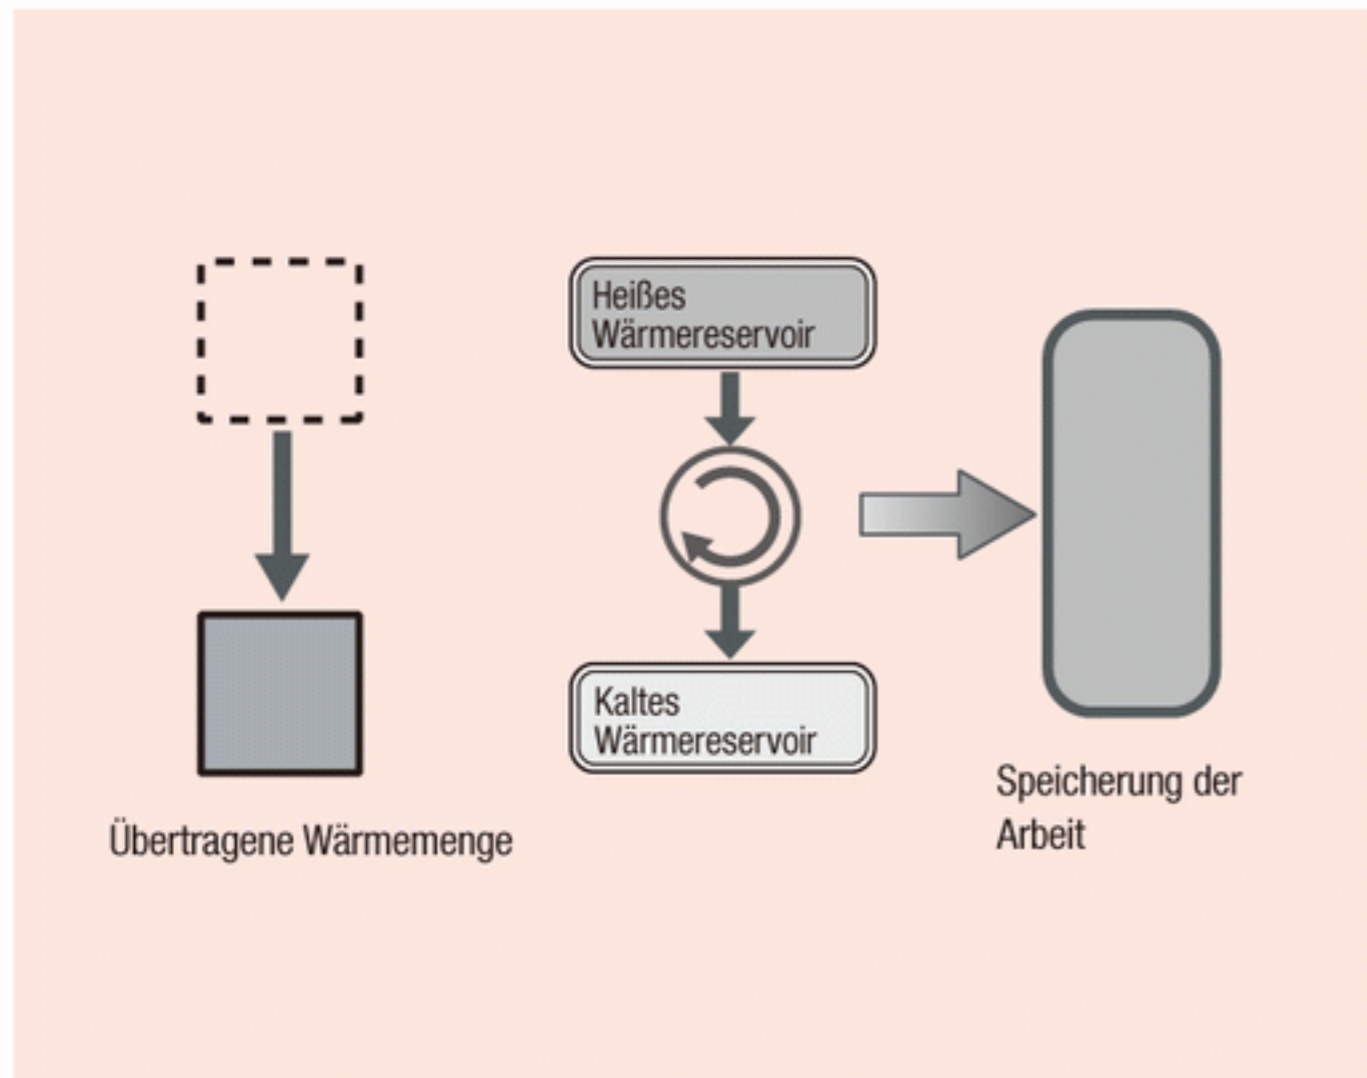 Heißes
Wärmereservoir
Kaltes
Wärmereservoir
Übertragene Wärmemenge
Speicherung der
Arbeit